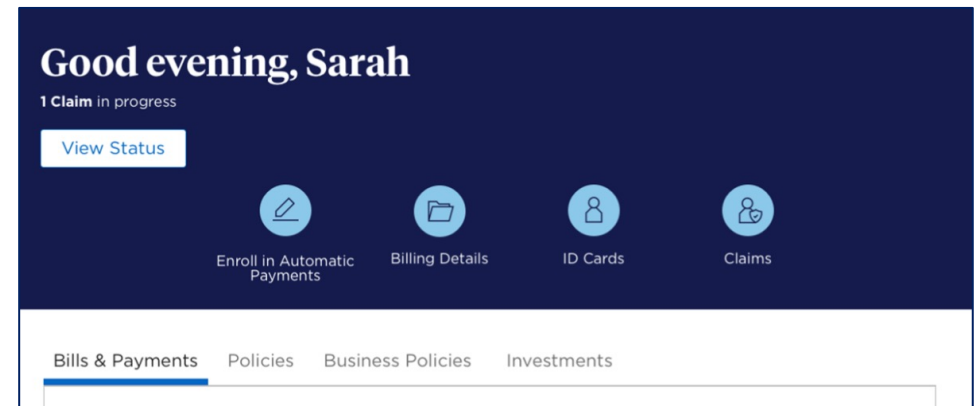 Good evening, Sarah
1 Claim in progress
View Status
Enroll in Automatic
Payments
Billing Details
ID Cards
Claims
Bills & Payments
Policies
Business Policies
Investments